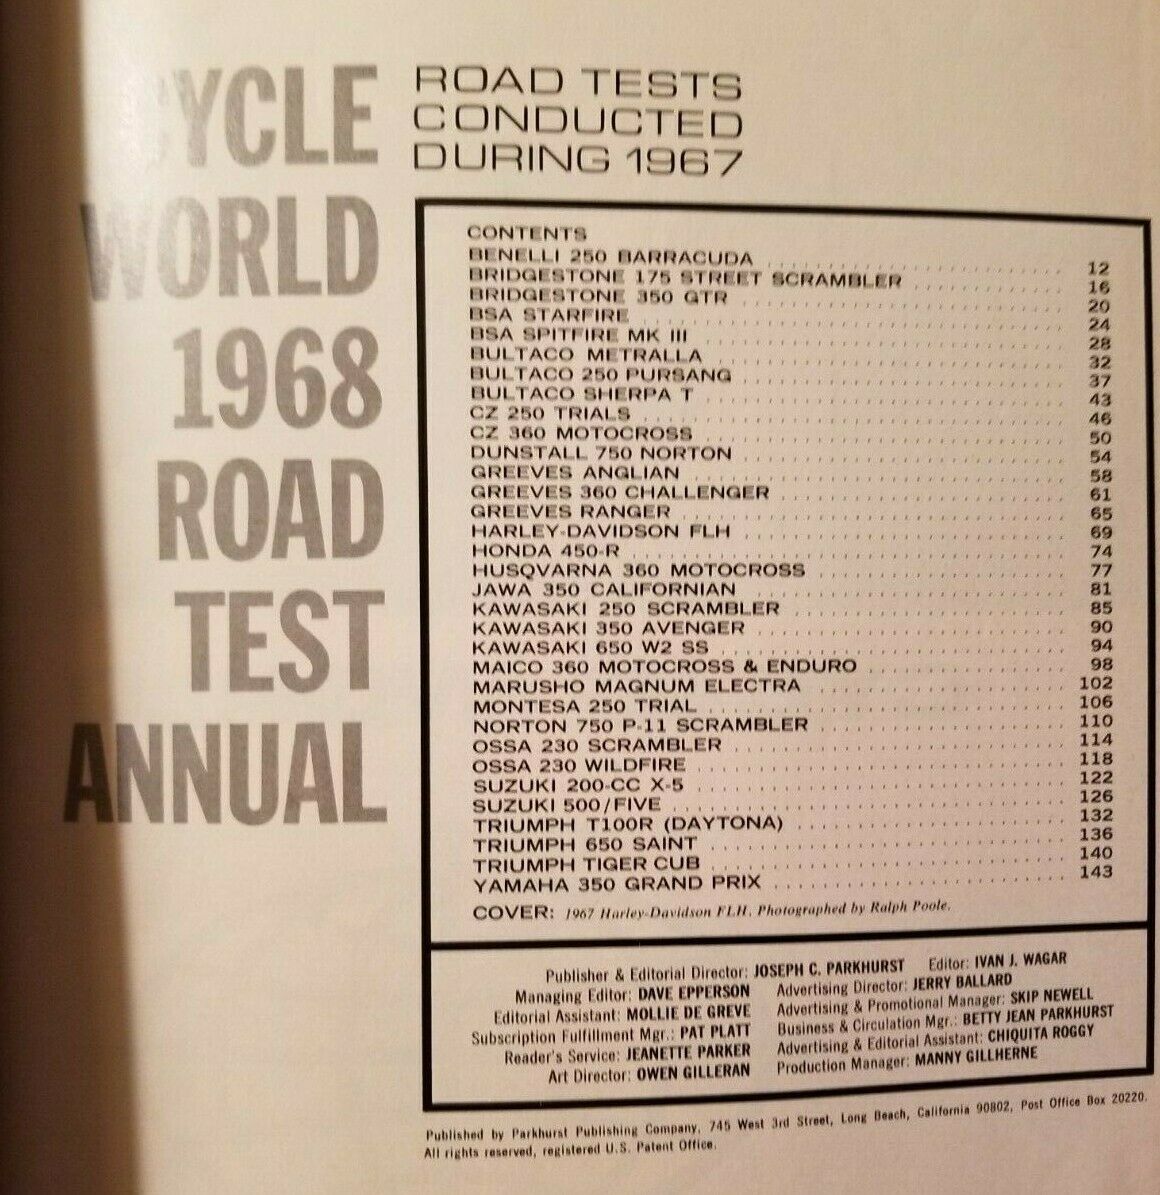 CYCLE
WORLD
1968
ROAD
TEST
ANNUAL
ROAD TESTS
CONDUCTED
DURING 1967
CONTENTS
BENELLI 250 BARRACUDA 12
BRIDGESTONE 175 STREET SCRAMBLER 16
BRIDGESTONE 350 GTR 20
BSA STARFIRE 24
BSA SPITFIRE MK III 28
BULTACO METRALLA 32
BULTACO 250 PURSANG 37
BULTACO SHERPA T 43
CZ 250 TRIALS 46
CZ 360 MOTOCROSS 50
DUNSTALL 750 NORTON 54
GREEVES ANGLIAN 58
GREEVES 360 CHALLENGER 61
GREEVES RANGER 65
HARLEY-DAVIDSON FLH 69
HONDA 450-R 74
HUSQVARNA 360 MOTOCROSS 77
JAWA 350 CALIFORNIAN 81
KAWASAKI 250 SCRAMBLER 85
KAWASAKI 350 AVENGER 90
KAWASAKI 650 W2 SS 94
MAICO 360 MOTOCROSS & ENDURO 98
MARUSHO MAGNUM ELECTRA 102
MONTESA 250 TRIAL 106
NORTON 750 P-11 SCRAMBLER 110
OSSA 230 SCRAMBLER 114
OSSA 230 WILDFIRE 118
SUZUKI 200-CC X-5 122
SUZUKI 500/FIVE 126
TRIUMPH T100R (DAYTONA) 132
TRIUMPH 650 SAINT 136
TRIUMPH TIGER CUB 140
YAMAHA 350 GRAND PRIX 143
COVER: 1967 Harley-Davidson FLH. Photographed by Ralph Poole.
Publisher & Editorial Director: JOSEPH C. PARKHURST Editor: IVAN J. WAGAR
Managing Editor: DAVE EPPERSON Advertising Director: JERRY BALLARD
Editorial Assistant: MOLLIE DE GREVE Advertising & Promotional Manager: SKIP NEWELL
Subscription Fulfillment Mgr.: PAT PLATT Business & Circulation Mgr.: BETTY JEAN PARKHURST
Reader's Service: JEANETTE PARKER Advertising & Editorial Assistant: CHIQUITA ROGGY
Art Director: OWEN GILLERAN Production Manager: MANNY GILLHERNE
Published by Parkhurst Publishing Company, 745 West 3rd Street, Long Beach, California 90802, Post Office Box 20220.
All rights reserved, registered U.S. Patent Office.